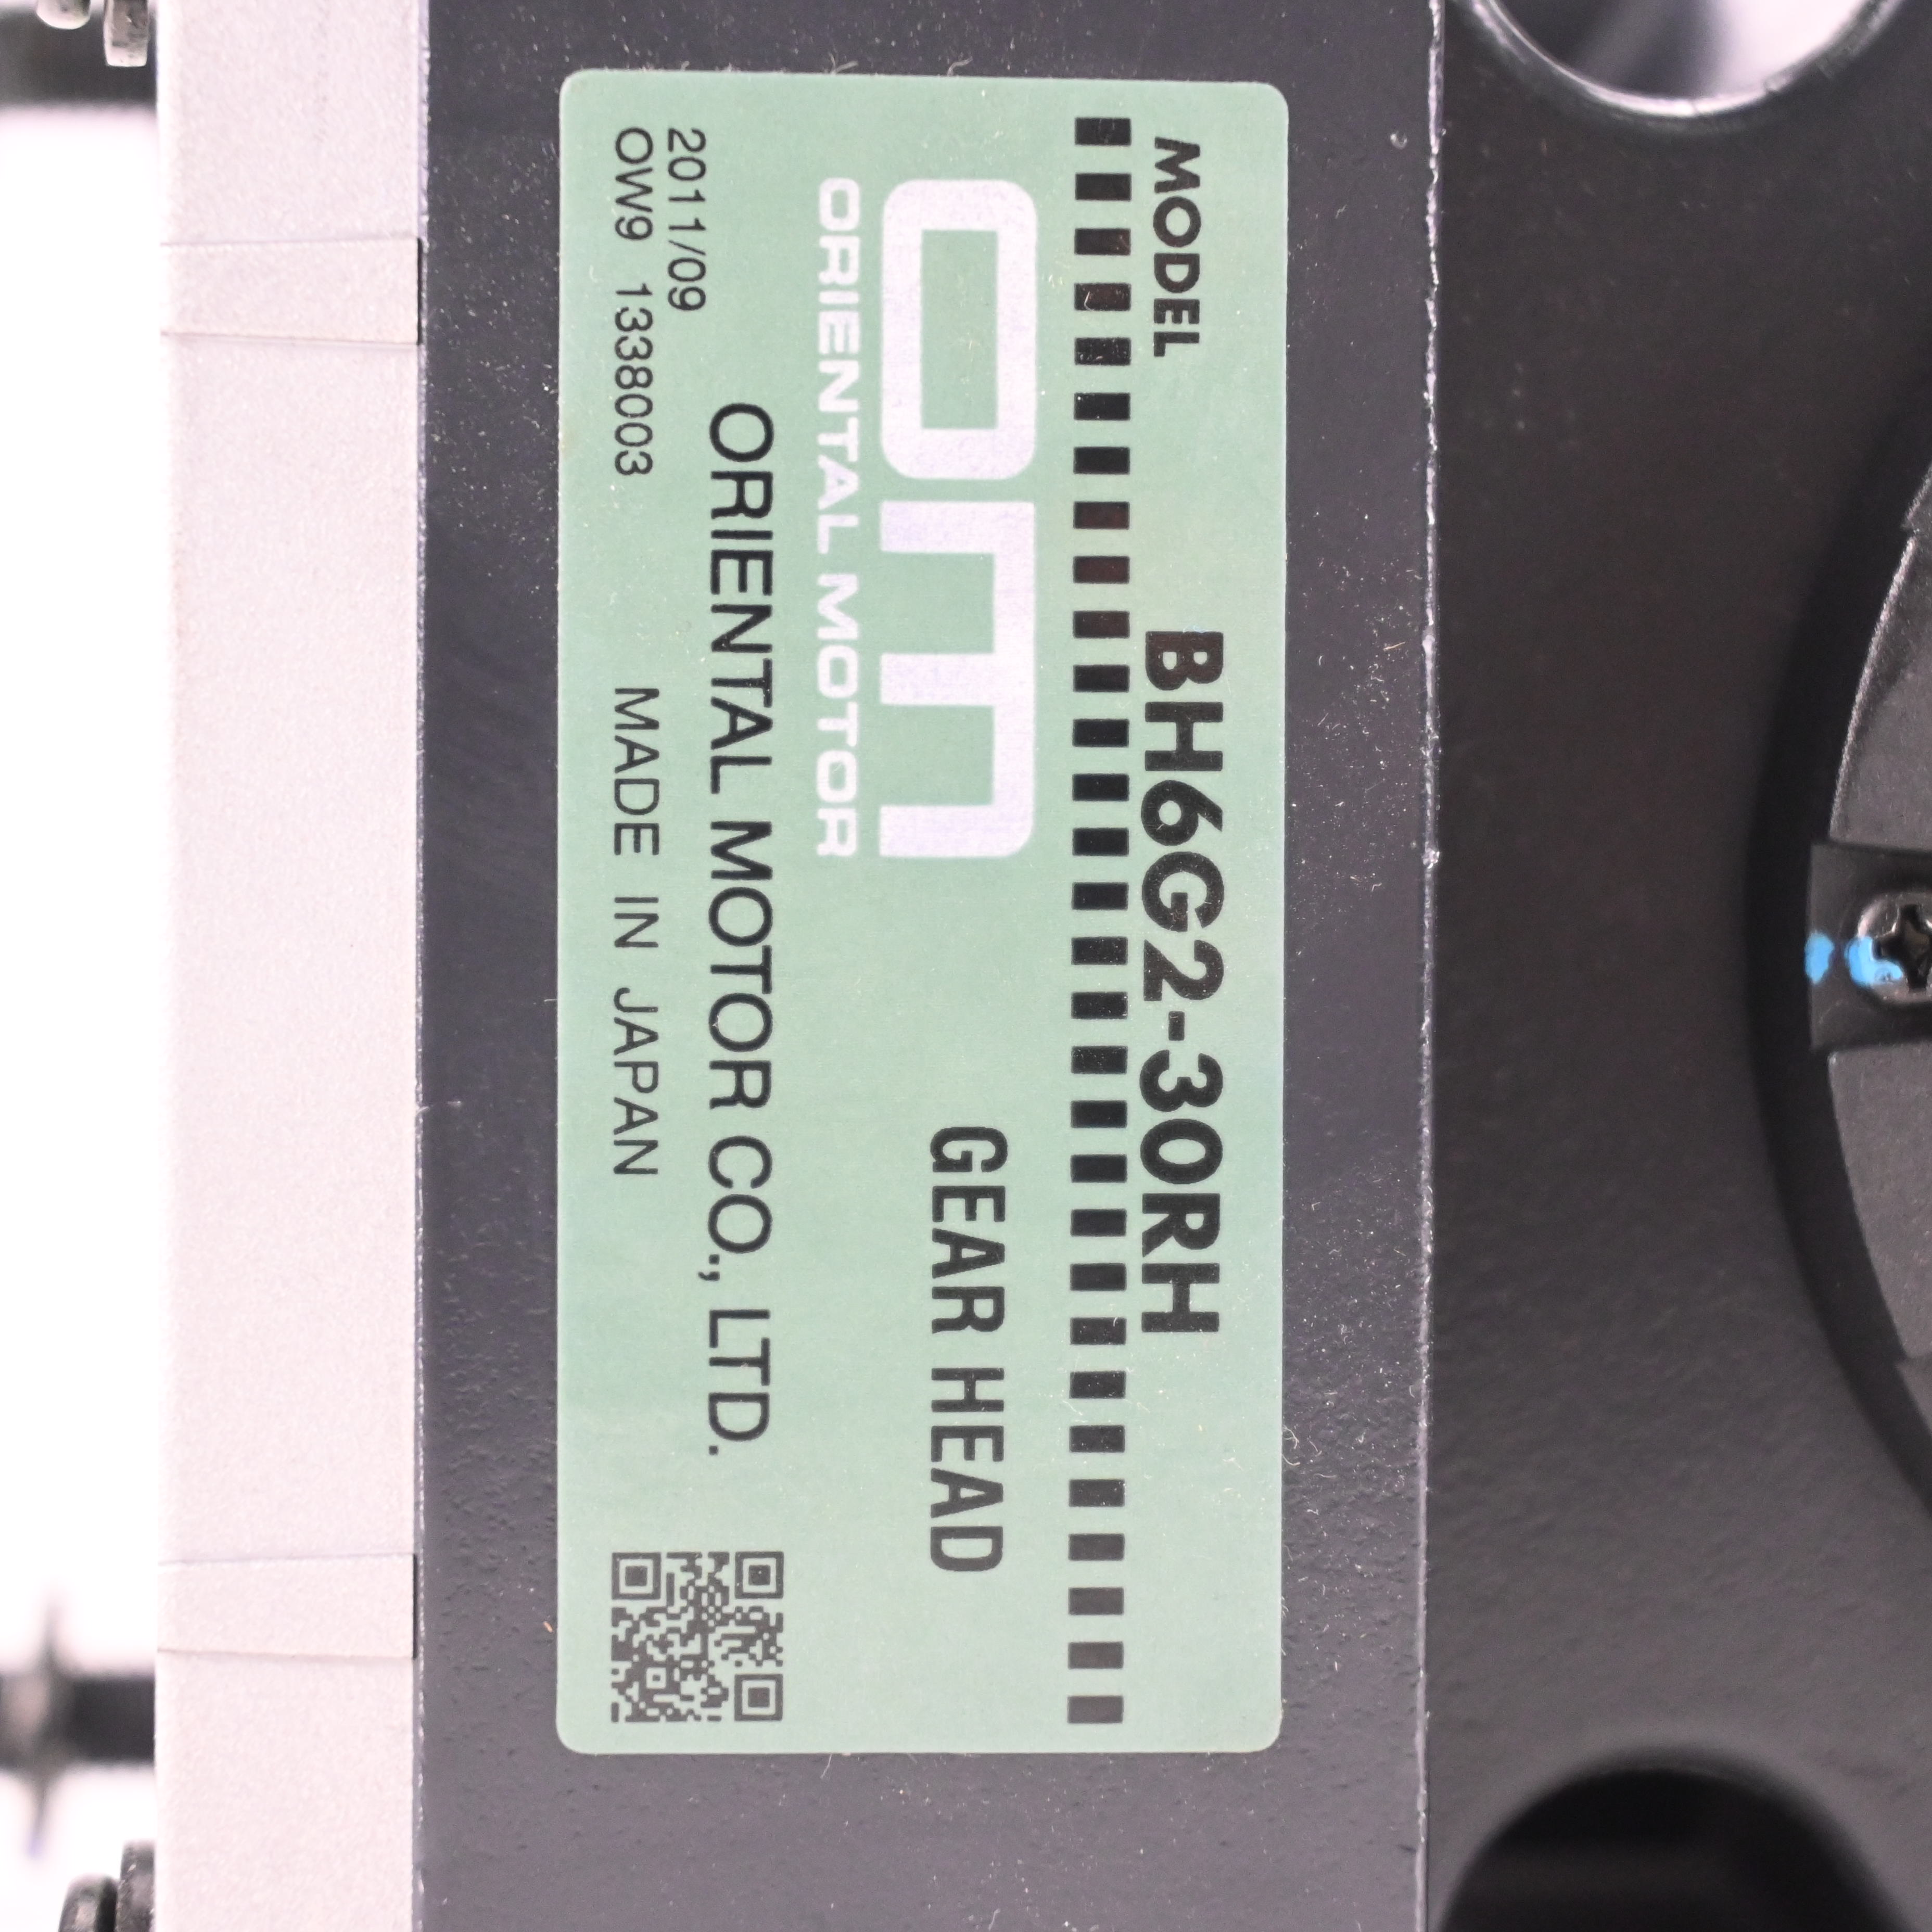 MODEL BH6G2-30RH
om GEAR HEAD
ORIENTAL MOTOR
ORIENTAL MOTOR CO., LTD.
2011/09
OW9 1338003 MADE IN JAPAN